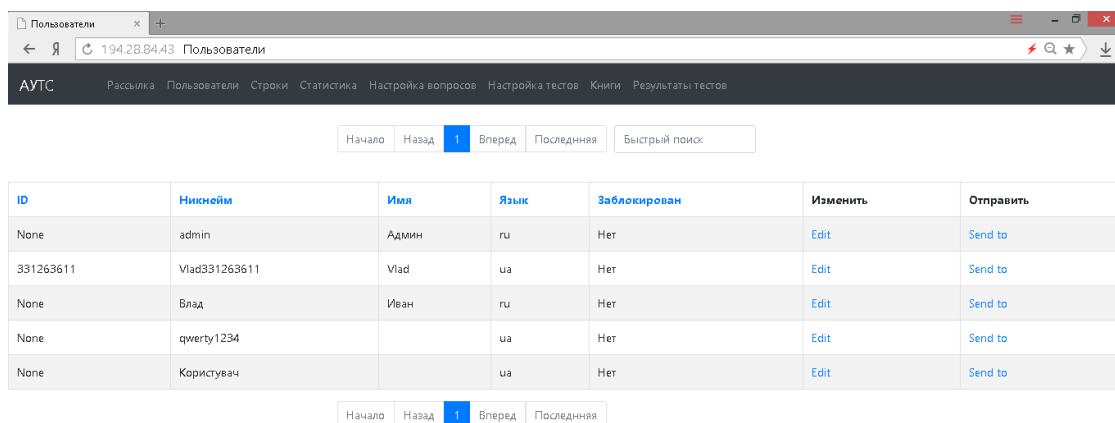 Пользователи
Я 194.28.84.43 Пользователи
АУТС Рассылка Пользователи Строки Статистика Настройка вопросов Настройка тестов Книги Результаты тестов
Начало Назад 1 Вперед Последнняя Быстрый поиск
ID Никнейм Имя Язык Заблокирован Изменить Отправить
None admin Админ ru Нет Edit Send to
331263611 Vlad331263611 Vlad ua Нет Edit Send to
None Влад Иван ru Нет Edit Send to
None qwerty1234 ua Нет Edit Send to
None Користувач ua Нет Edit Send to
Начало Назад 1 Вперед Последнняя